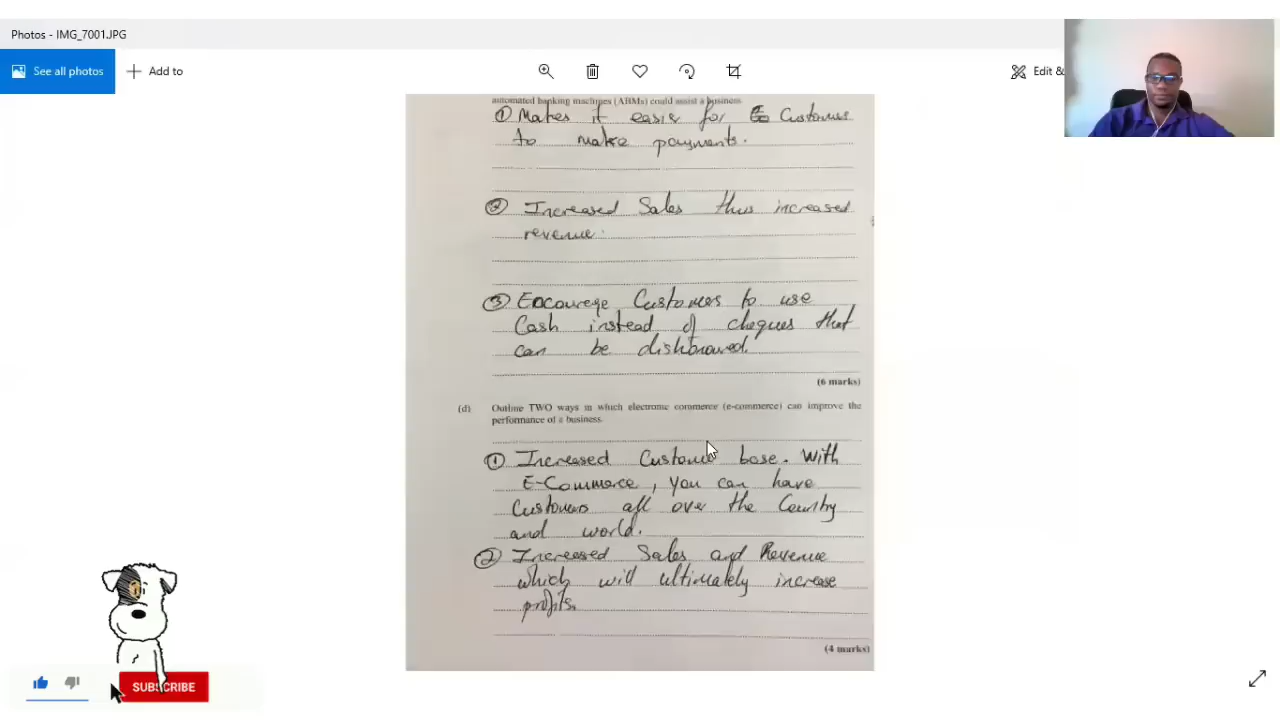 Photos - IMG_7001.JPG
See all photos
Add to
Edit &
automated banking machines (ABMs) could assist a business.
① Makes it easier for Customers
to make payments.
② Increased Sales thus increased
revenue.
③ Encourage Customers to use
Cash instead of cheques that
can be dishonoured.
(6 marks)
(d) Outline TWO ways in which electronic commerce (e-commerce) can improve the
performance of a business.
① Increased Customer base. With
E-Commerce, you can have
Customers all over the Country
and world.
② Increased Sales and Revenue
which will ultimately increase
profits.
(4 marks)
SUBSCRIBE